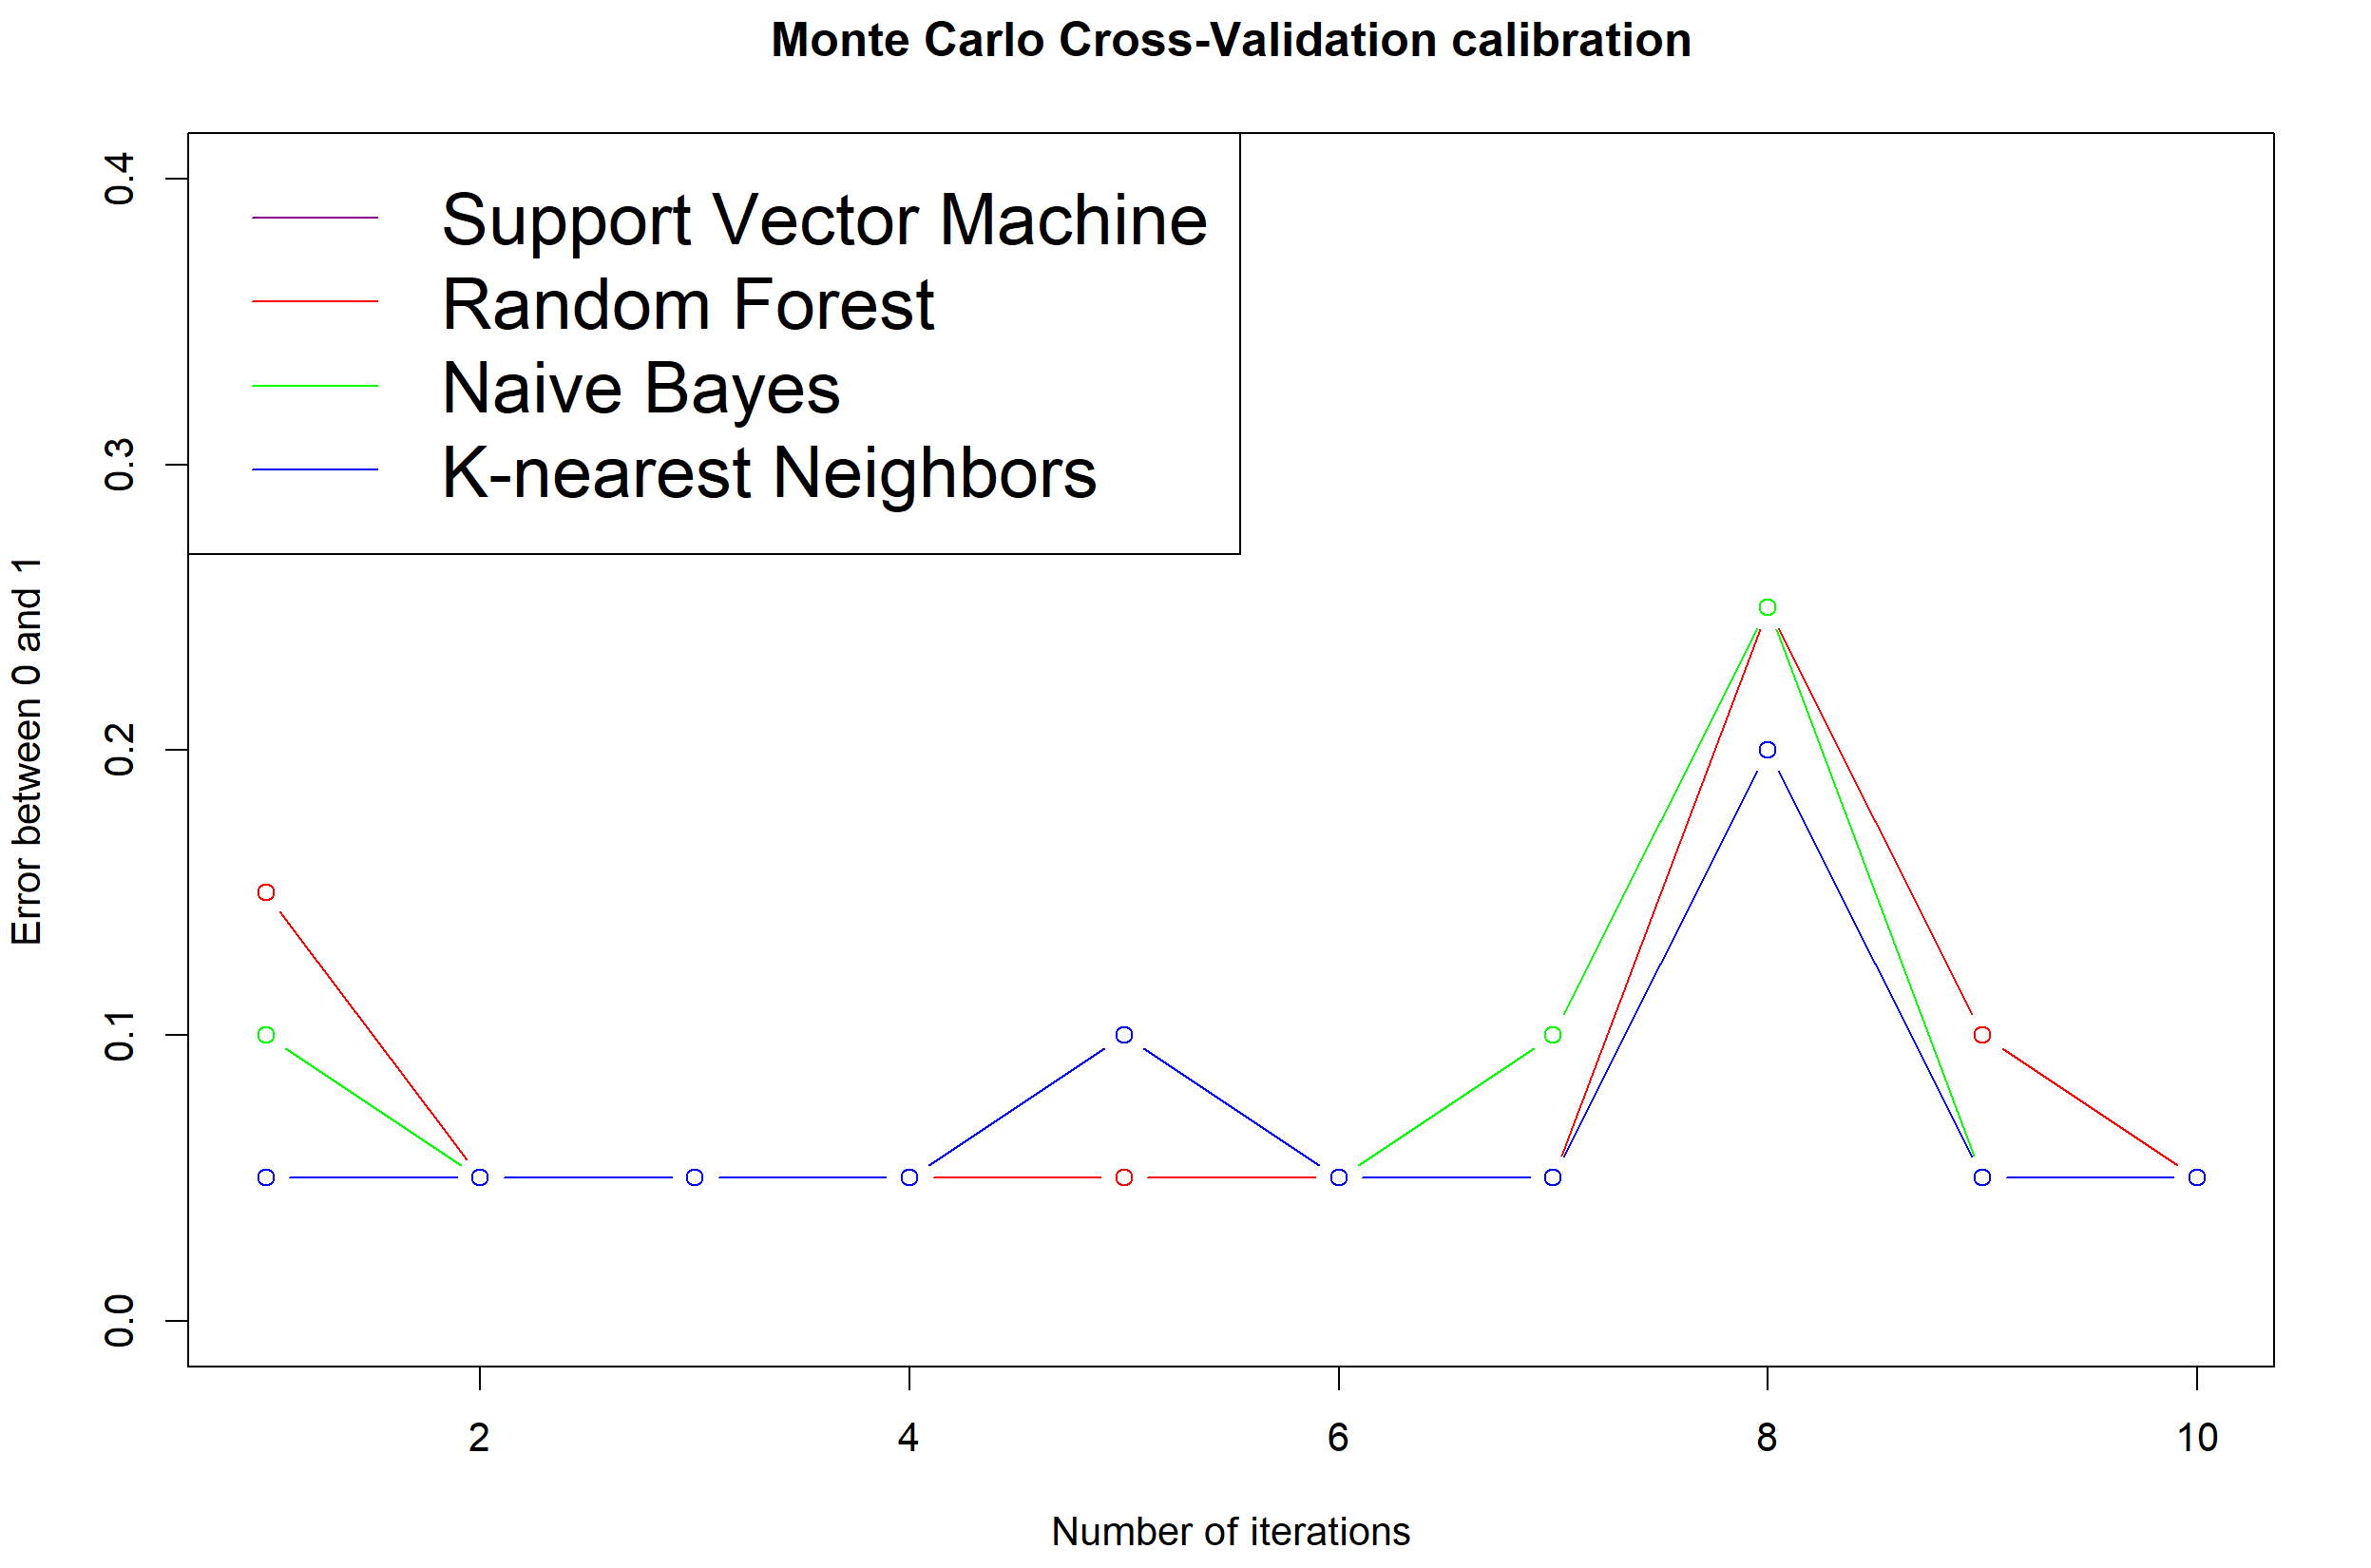 Monte Carlo Cross-Validation calibration
Support Vector Machine
Random Forest
Naive Bayes
K-nearest Neighbors
Error between 0 and 1
0.4
0.3
0.2
0.1
0.0
2 4 6 8 10
Number of iterations